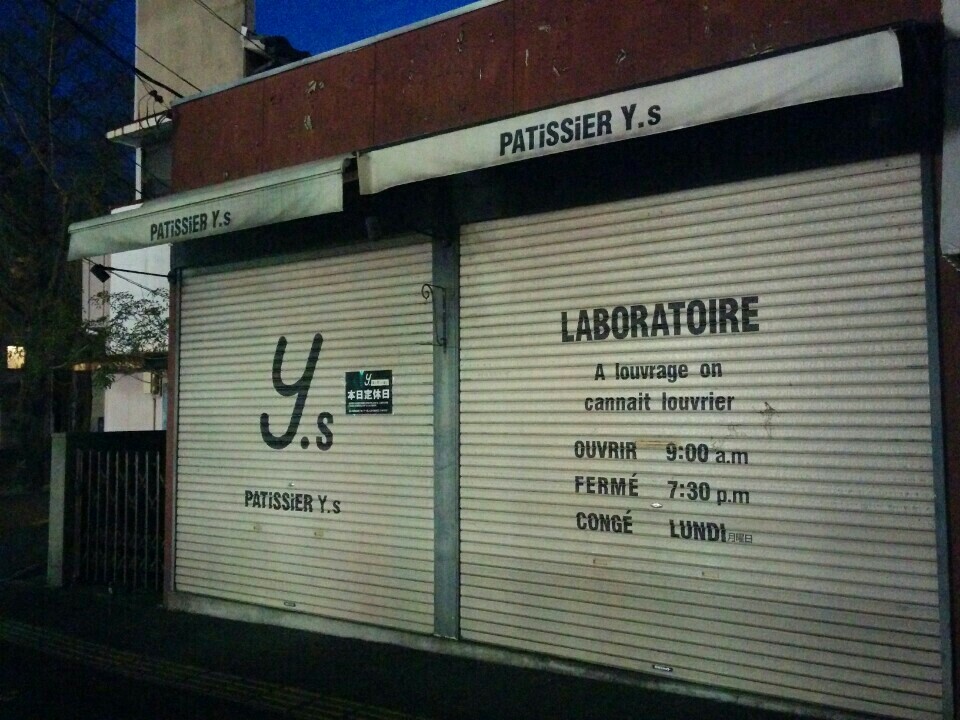 PATiSSiER Y.s
PATiSSiER Y.s
y.s
y
本日定休日
PATiSSiER Y.s
LABORATOIRE
A louvrage on
cannait louvrier
OUVRIR 9:00 a.m
FERMÉ 7:30 p.m
CONGÉ LUNDI 月曜日